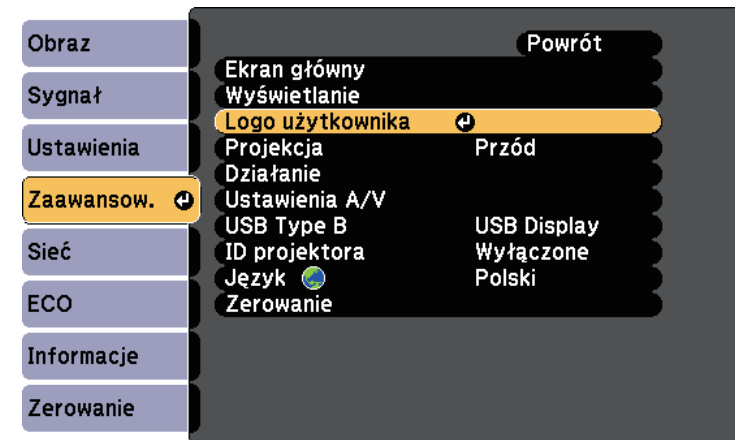 Obraz
Sygnał
Ustawienia
Zaawansow.
Sieć
ECO
Informacje
Zerowanie
Powrót
Ekran główny
Wyświetlanie
Logo użytkownika
Projekcja Przód
Działanie
Ustawienia A/V
USB Type B USB Display
ID projektora Wyłączone
Język Polski
Zerowanie